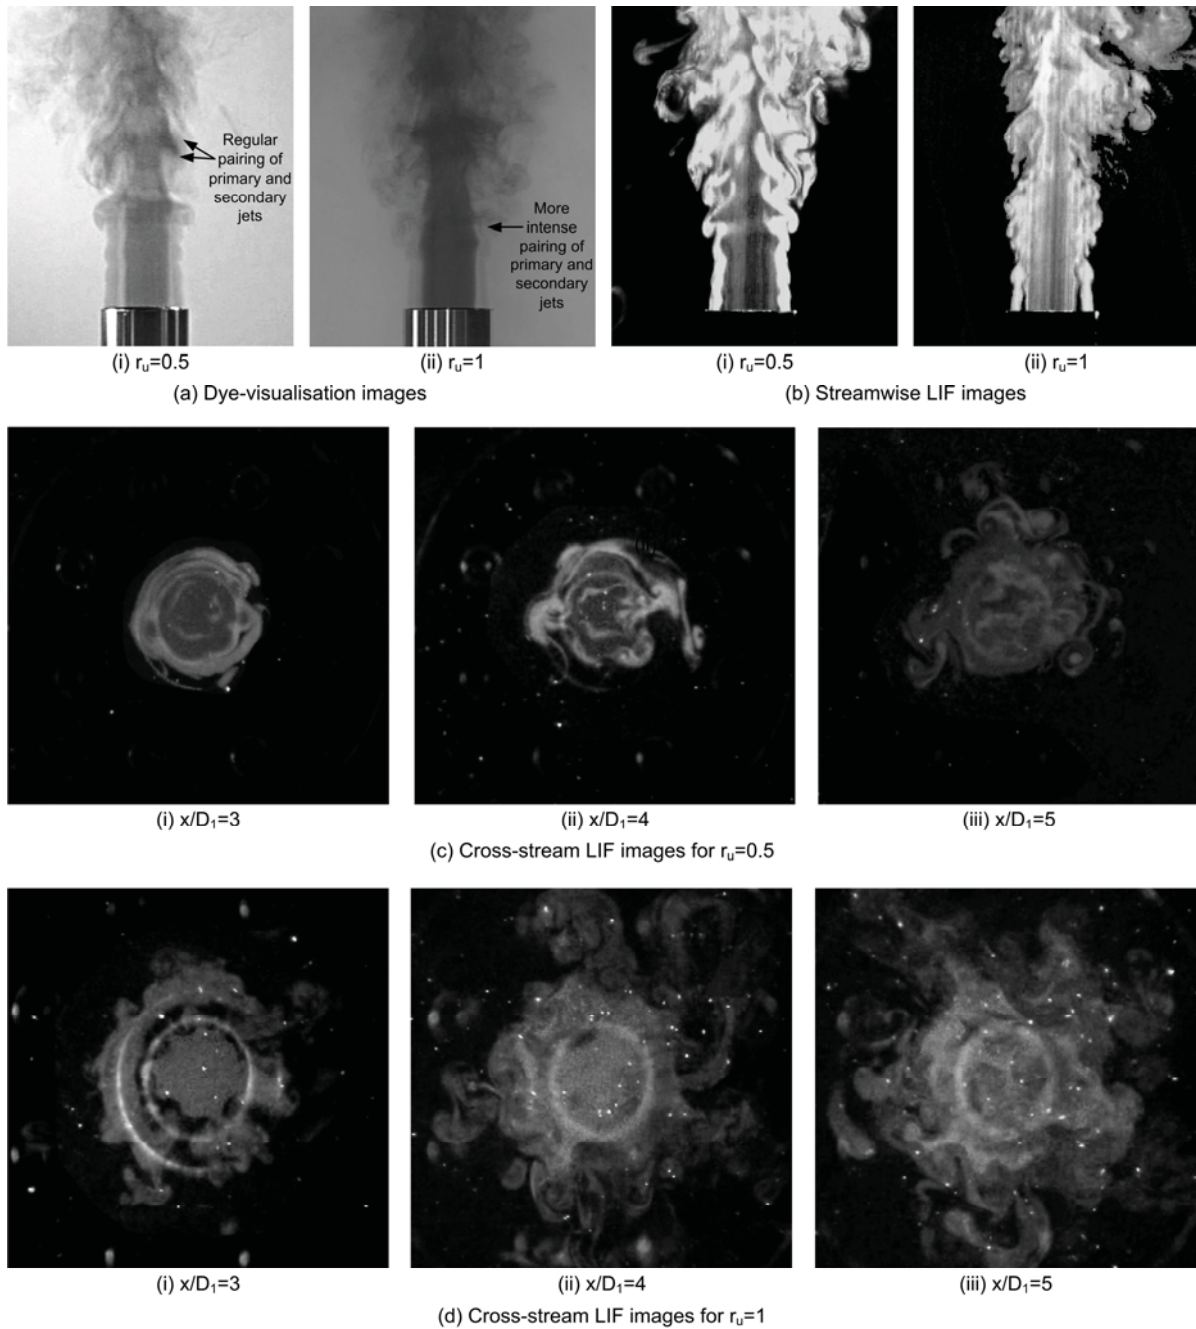 Regular
pairing of
primary and
secondary
jets
More
intense
pairing of
primary and
secondary
jets
(i) rᵤ=0.5
(ii) rᵤ=1
(i) rᵤ=0.5
(ii) rᵤ=1
(a) Dye-visualisation images
(b) Streamwise LIF images
(i) x/D₁=3
(ii) x/D₁=4
(iii) x/D₁=5
(c) Cross-stream LIF images for rᵤ=0.5
(i) x/D₁=3
(ii) x/D₁=4
(iii) x/D₁=5
(d) Cross-stream LIF images for rᵤ=1